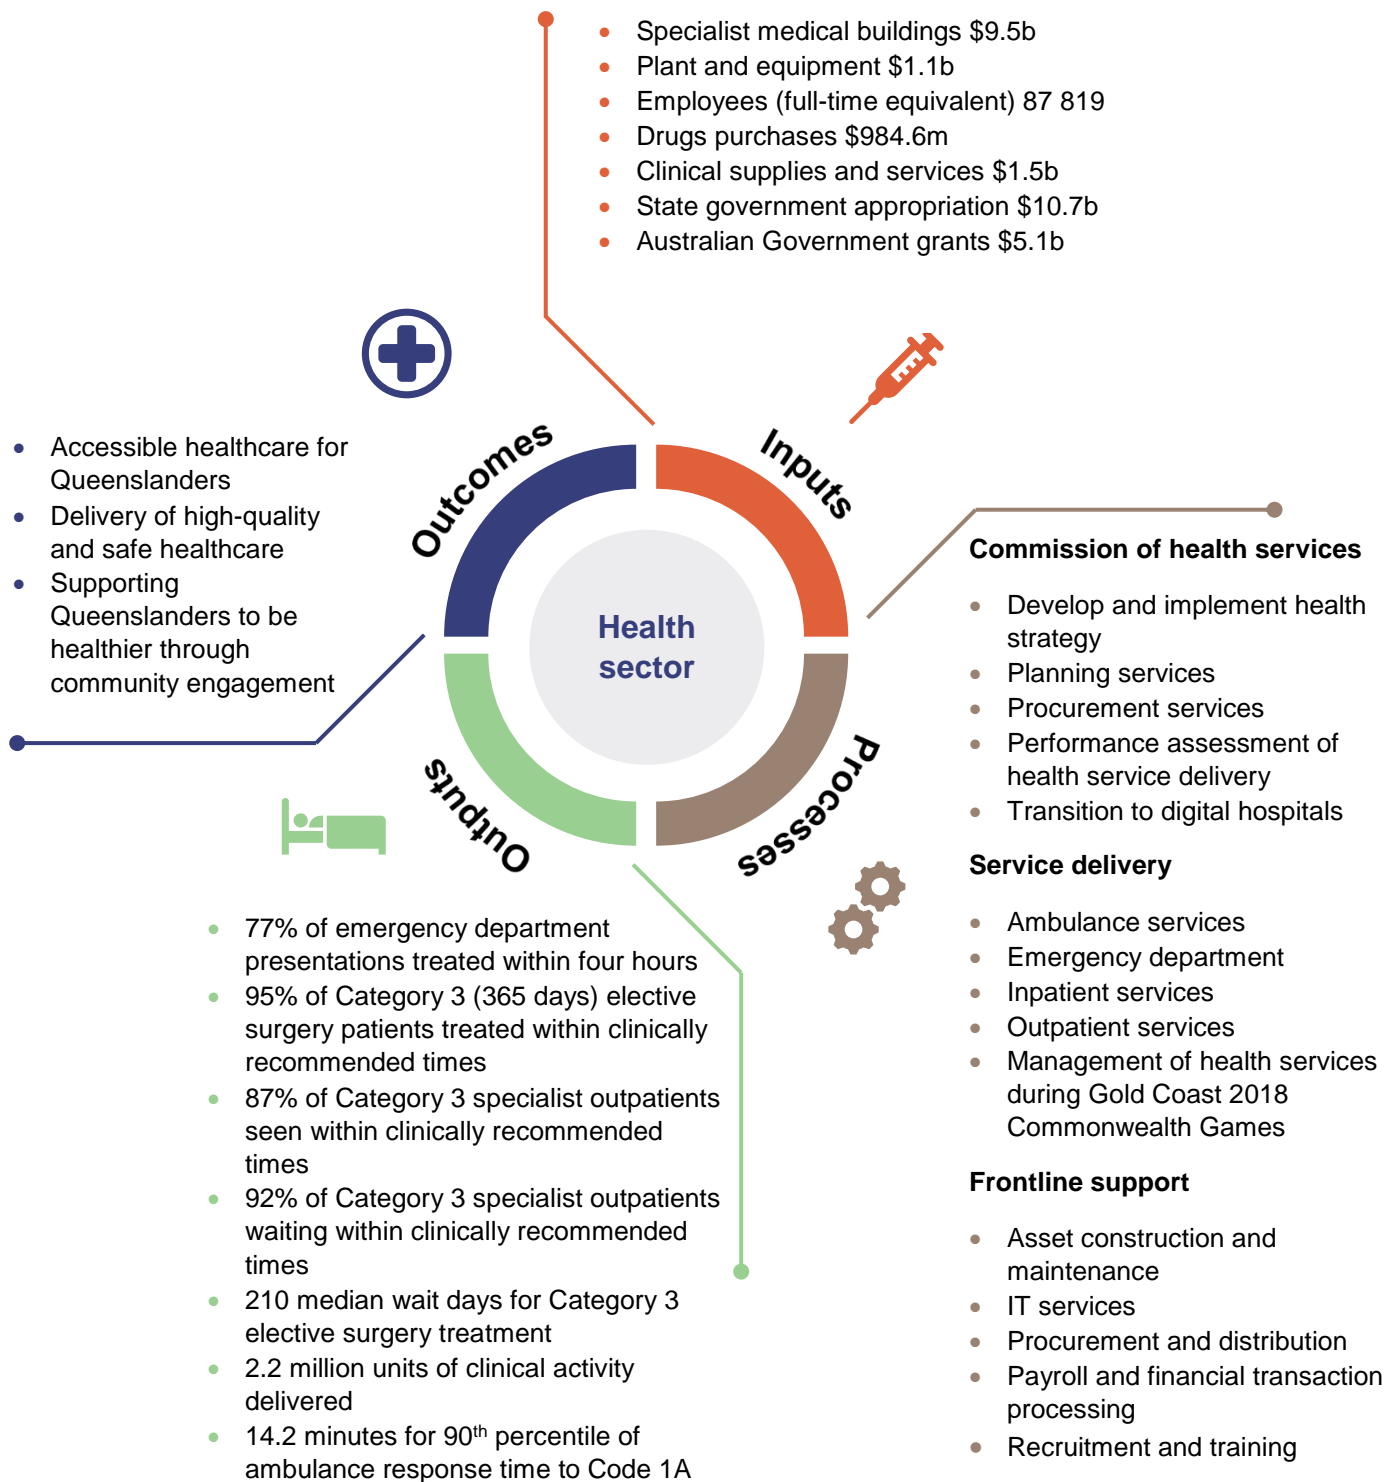 Specialist medical buildings $9.5b
Plant and equipment $1.1b
Employees (full-time equivalent) 87 819
Drugs purchases $984.6m
Clinical supplies and services $1.5b
State government appropriation $10.7b
Australian Government grants $5.1b
Outcomes
Inputs
Accessible healthcare for
Queenslanders
Delivery of high-quality
and safe healthcare
Supporting
Queenslanders to be
healthier through
community engagement
Health
sector
Outputs
Processes
Commission of health services
Develop and implement health
strategy
Planning services
Procurement services
Performance assessment of
health service delivery
Transition to digital hospitals
Service delivery
Ambulance services
Emergency department
Inpatient services
Outpatient services
Management of health services
during Gold Coast 2018
Commonwealth Games
Frontline support
Asset construction and
maintenance
IT services
Procurement and distribution
Payroll and financial transaction
processing
Recruitment and training
77% of emergency department
presentations treated within four hours
95% of Category 3 (365 days) elective
surgery patients treated within clinically
recommended times
87% of Category 3 specialist outpatients
seen within clinically recommended
times
92% of Category 3 specialist outpatients
waiting within clinically recommended
times
210 median wait days for Category 3
elective surgery treatment
2.2 million units of clinical activity
delivered
14.2 minutes for 90th percentile of
ambulance response time to Code 1A